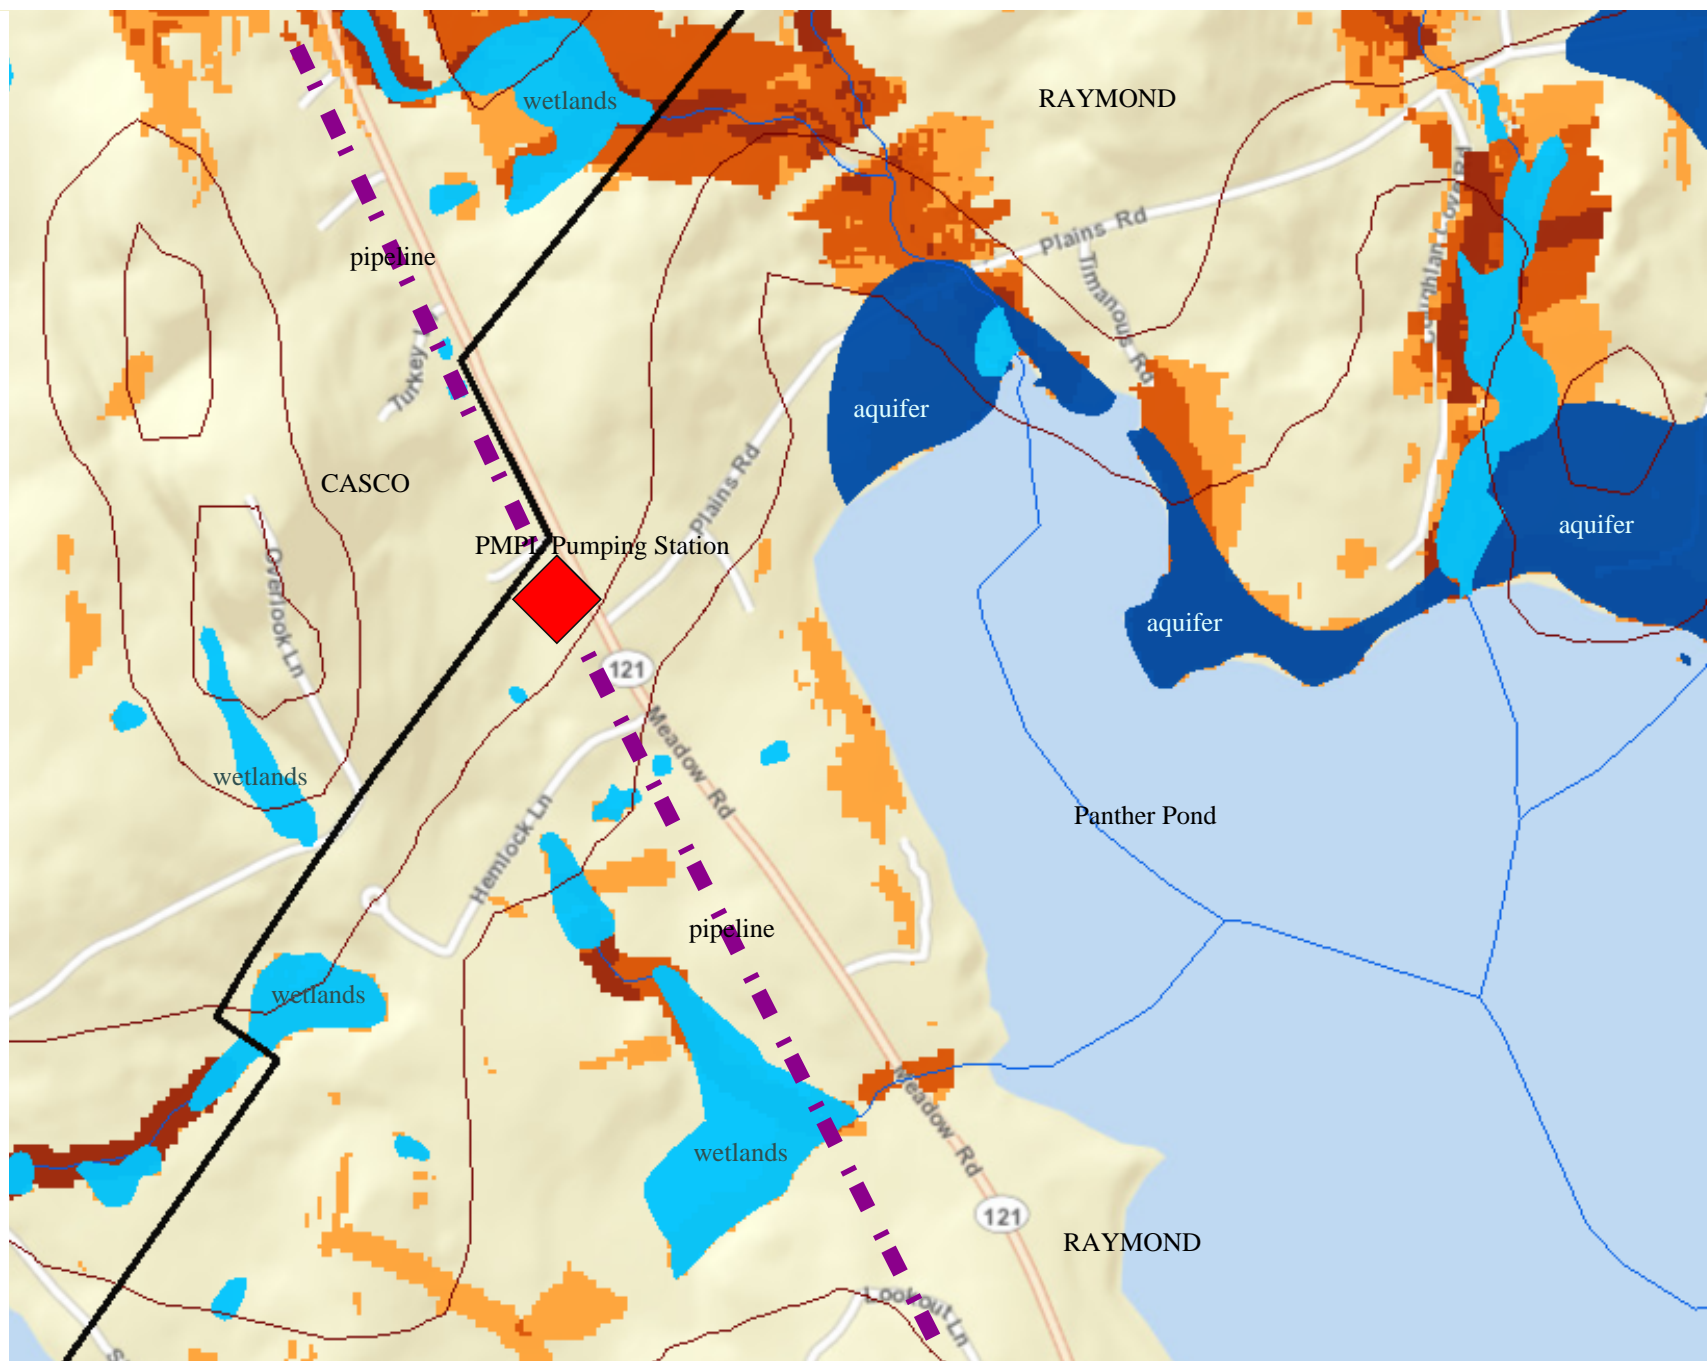 RAYMOND
wetlands
Plains Rd
pipeline
Timanous Rd
Turkey
aquifer
CASCO
Plains Rd
aquifer
PMPL Pumping Station
Overlook Ln
aquifer
121
Meadow Rd
wetlands
Panther Pond
Hemlock Ln
pipeline
wetlands
Meadow Rd
wetlands
121
RAYMOND
Lookout Ln